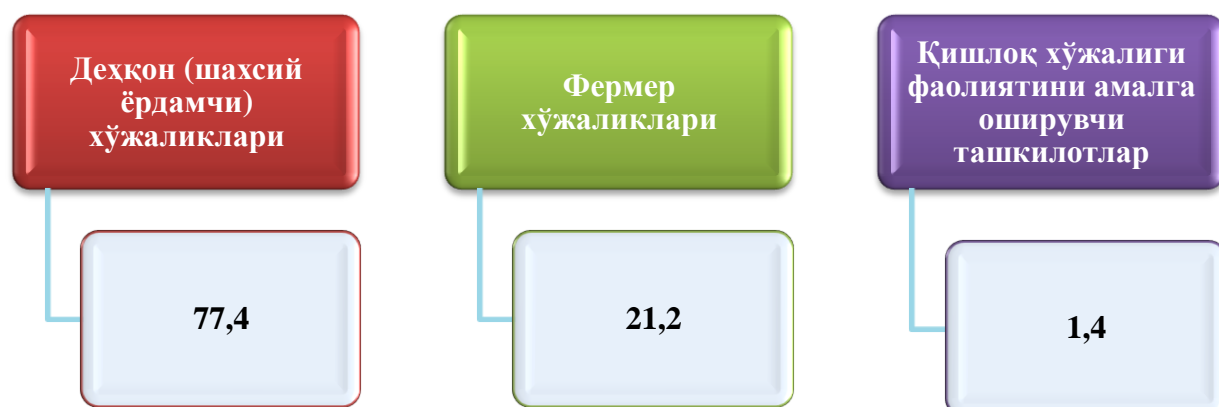 Деҳқон (шахсий
ёрдамчи)
хўжаликлари
77,4
Фермер
хўжаликлари
21,2
Қишлоқ хўжалиги
фаолиятини амалга
оширувчи
ташкилотлар
1,4